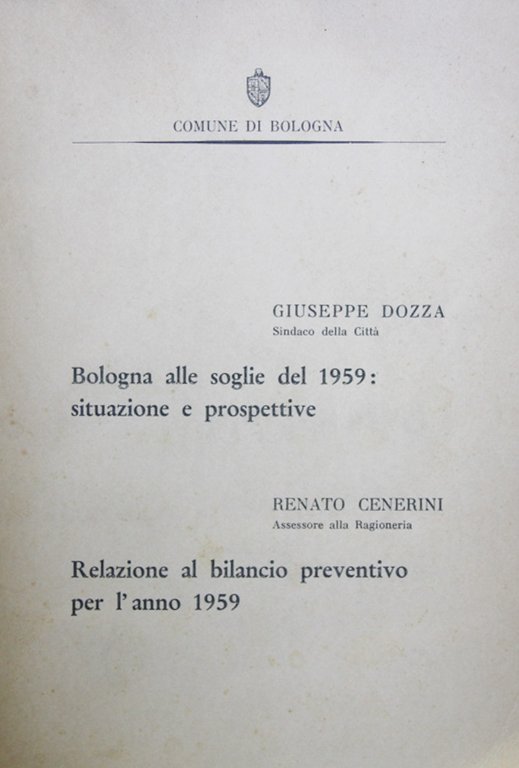 COMUNE DI BOLOGNA
GIUSEPPE DOZZA
Sindaco della Città
Bologna alle soglie del 1959:
situazione e prospettive
RENATO CENERINI
Assessore alla Ragioneria
Relazione al bilancio preventivo
per l'anno 1959